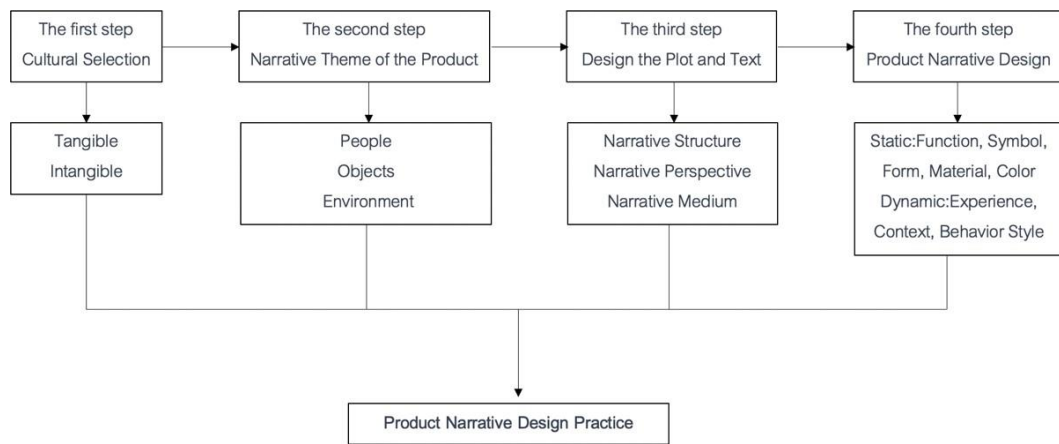 The first step
Cultural Selection
The second step
Narrative Theme of the Product
The third step
Design the Plot and Text
The fourth step
Product Narrative Design
Tangible
Intangible
People
Objects
Environment
Narrative Structure
Narrative Perspective
Narrative Medium
Static:Function, Symbol,
Form, Material, Color
Dynamic:Experience,
Context, Behavior Style
Product Narrative Design Practice